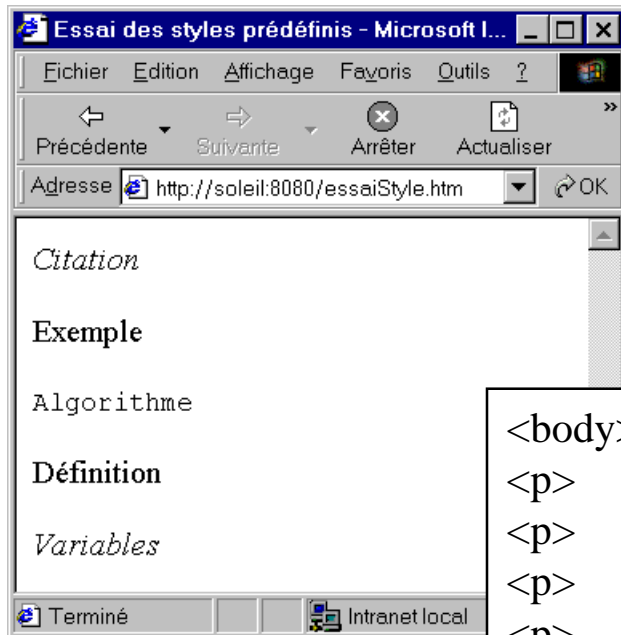 Essai des styles prédéfinis - Microsoft I...
Fichier Edition Affichage Favoris Outils ?
Précédente Suivante Arrêter Actualiser »
Adresse http://soleil:8080/essaiStyle.htm OK
Citation
Exemple
Algorithme
Définition
Variables
<body>
<p>
<p>
<p>
<p>
Terminé Intranet local